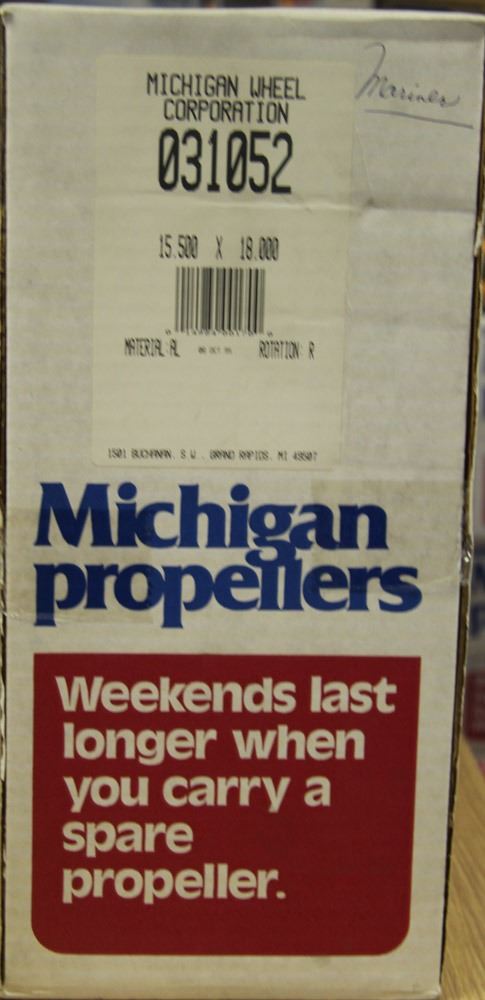 Mariner
MICHIGAN WHEEL
CORPORATION
031052
15.500 X 18.000
MATERIAL AL
ROTATION: R
1501 BUCHANAN. S W. GRAND RAPIDS. MI 49507
Michigan
propellers
Weekends last
longer when
you carry a
spare
propeller.